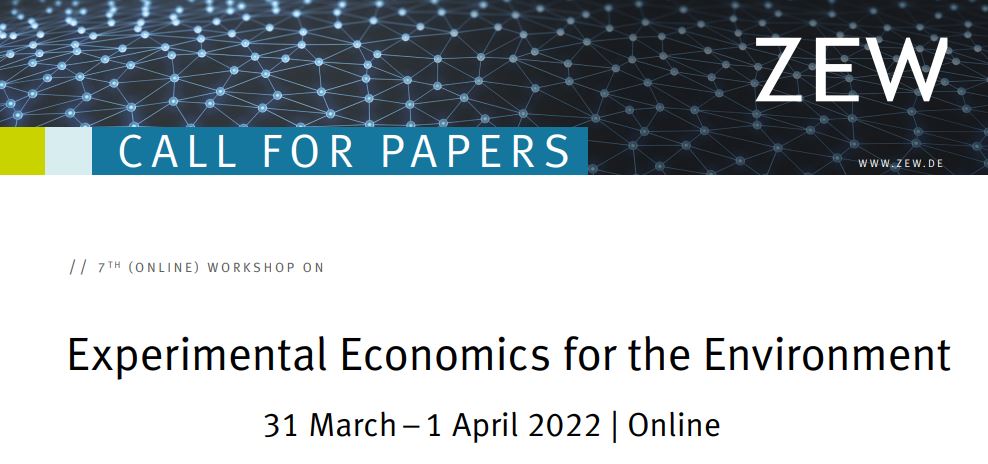 ZEW
CALL FOR PAPERS
WWW.ZEW.DE
// 7TH (ONLINE) WORKSHOP ON
Experimental Economics for the Environment
31 March – 1 April 2022 | Online